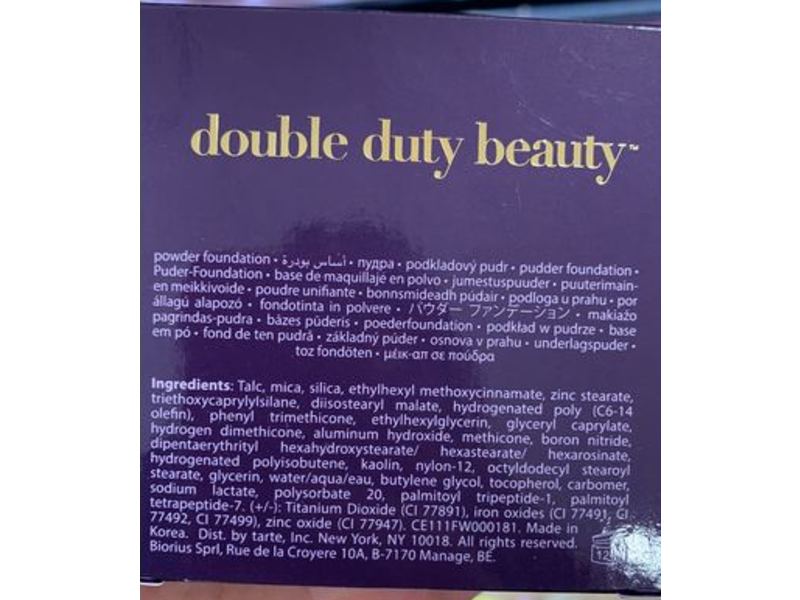 double duty beauty™
powder foundation • أساس بودرة • пудра • podkladový pudr • pudder foundation •
Puder-Foundation • base de maquillaje en polvo • jumestuspuuder • puuterimain-
en meikkivoide • poudre unifiante • bonnsmideadh púdair • podloga u prahu • por
állagú alapozó • fondotinta in polvere • パウダー ファンデーション • makiažo
pagrindas-pudra • bāzes pūderis • poederfoundation • podkład w pudrze • base
em pó • fond de ten pudră • základný púder • osnova v prahu • underlagspuder •
toz fondöten • μέικ-απ σε πούδρα
Ingredients: Talc, mica, silica, ethylhexyl methoxycinnamate, zinc stearate,
triethoxycaprylylsilane, diisostearyl malate, hydrogenated poly (C6-14
olefin), phenyl trimethicone, ethylhexylglycerin, glyceryl caprylate,
hydrogen dimethicone, aluminum hydroxide, methicone, boron nitride,
dipentaerythrityl hexahydroxystearate/ hexastearate/ hexarosinate,
hydrogenated polyisobutene, kaolin, nylon-12, octyldodecyl stearoyl
stearate, glycerin, water/aqua/eau, butylene glycol, tocopherol, carbomer,
sodium lactate, polysorbate 20, palmitoyl tripeptide-1, palmitoyl
tetrapeptide-7. (+/-): Titanium Dioxide (CI 77891), iron oxides (CI 77491, CI
77492, CI 77499), zinc oxide (CI 77947). CE111FW000181. Made in
Korea. Dist. by tarte, Inc. New York, NY 10018. All rights reserved.
Biorius Sprl, Rue de la Croyere 10A, B-7170 Manage, BE.